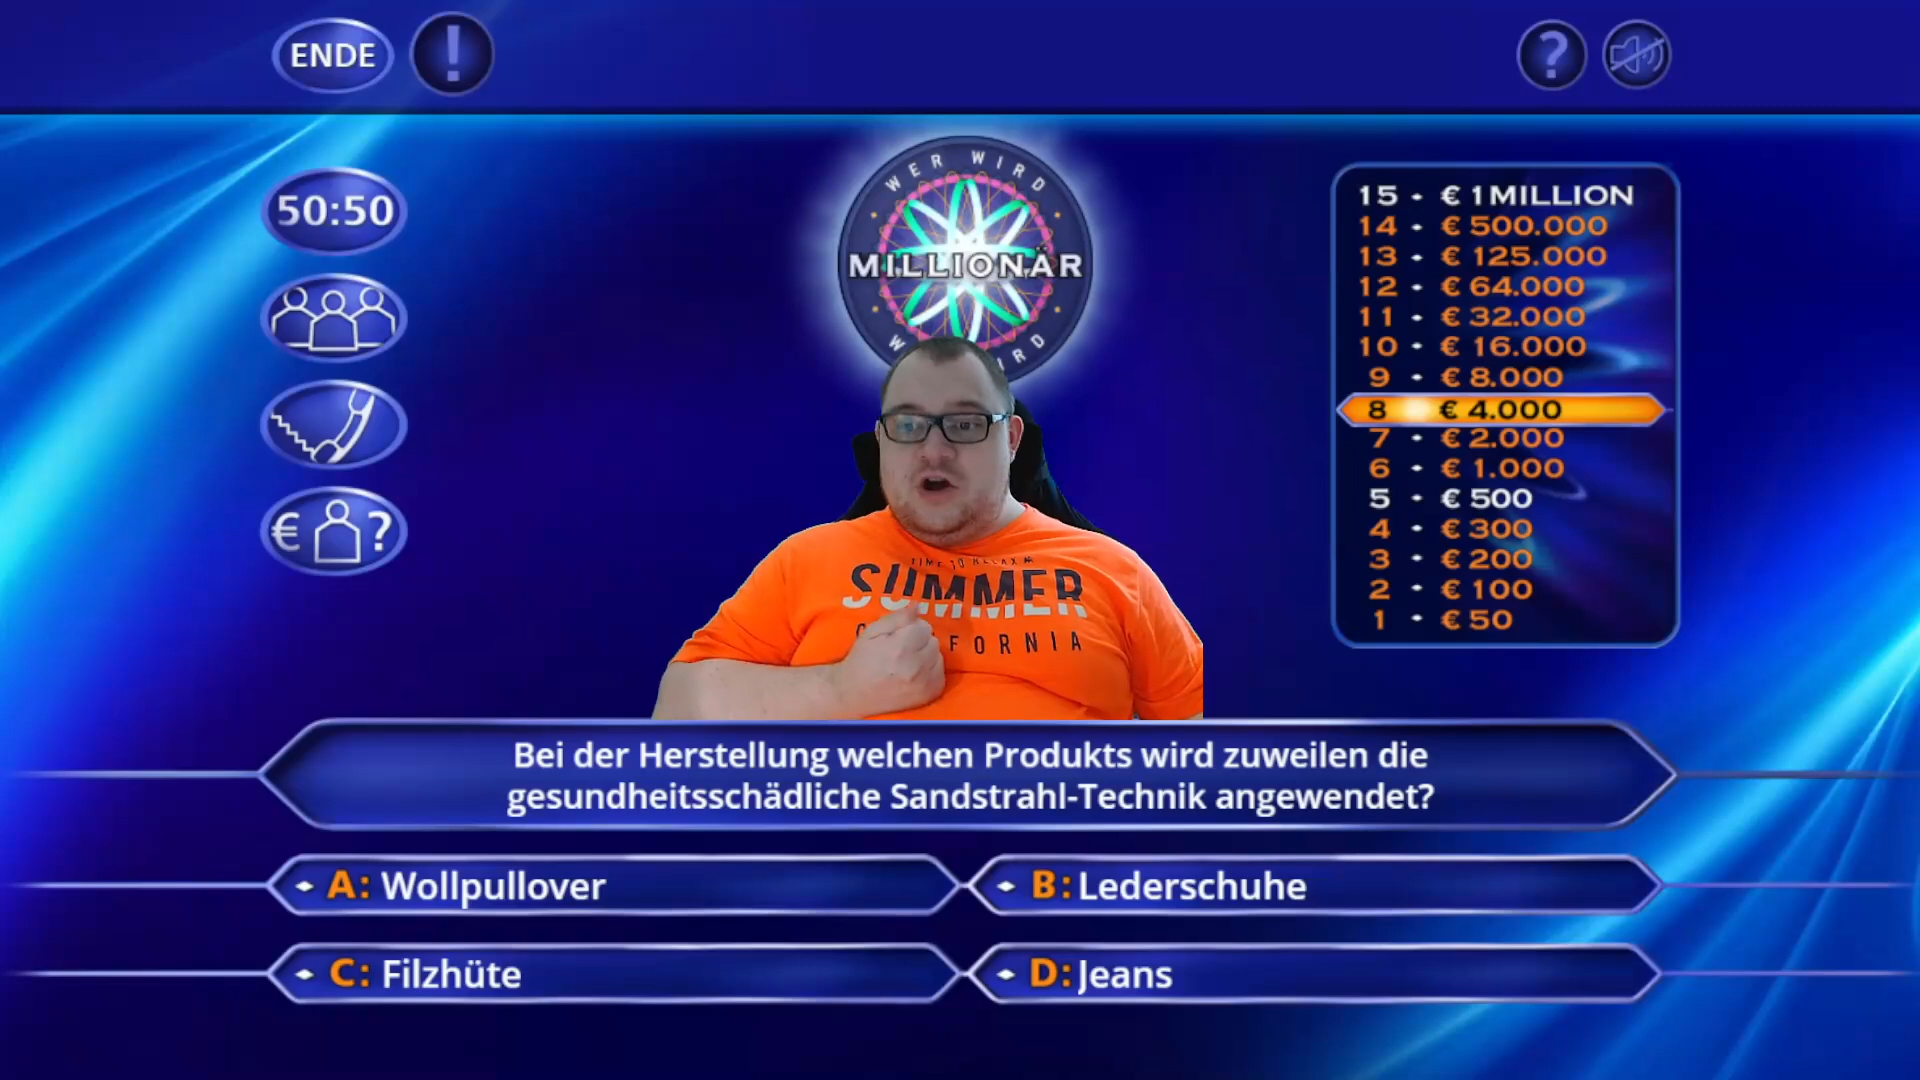 ENDE
!
?
50:50
€ ?
WER WIRD
MILLIONÄR
15 · € 1 MILLION
14 · € 500.000
13 · € 125.000
12 · € 64.000
11 · € 32.000
10 · € 16.000
9 · € 8.000
8 € 4.000
7 · € 2.000
6 · € 1.000
5 · € 500
4 · € 300
3 · € 200
2 · € 100
1 · € 50
TIME TO RELAX
SUMMER
Bei der Herstellung welchen Produkts wird zuweilen die
gesundheitsschädliche Sandstrahl-Technik angewendet?
A: Wollpullover
B: Lederschuhe
C: Filzhüte
D: Jeans